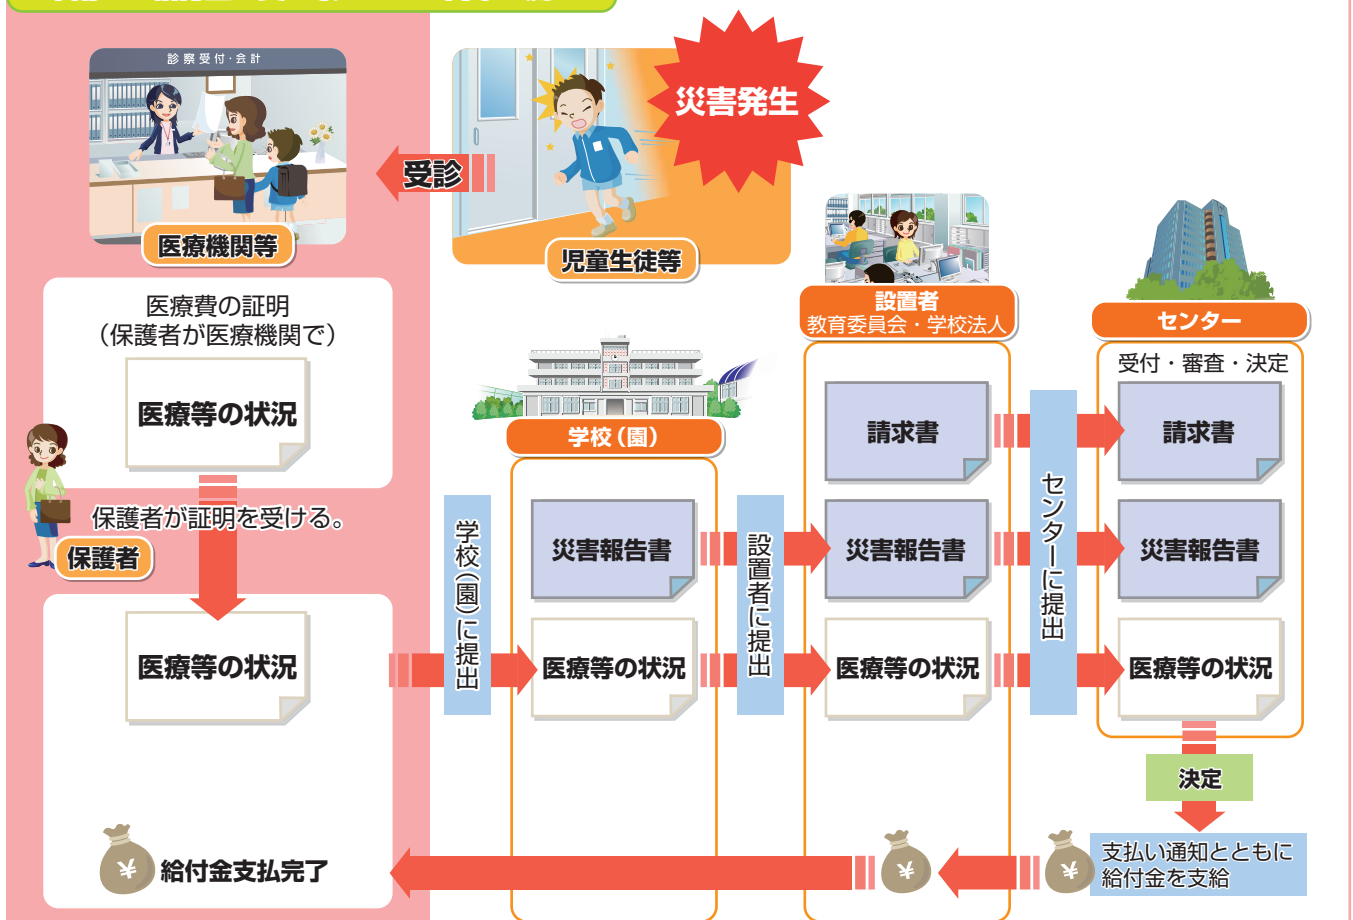 診察受付・会計
災害発生
受診
医療機関等
児童生徒等
医療費の証明
（保護者が医療機関で）
医療等の状況
保護者が証明を受ける。
保護者
医療等の状況
給付金支払完了
学校（園）に提出
学校（園）
災害報告書
医療等の状況
設置者に提出
設置者
教育委員会・学校法人
請求書
災害報告書
医療等の状況
センターに提出
センター
受付・審査・決定
請求書
災害報告書
医療等の状況
決定
支払い通知とともに
給付金を支給
¥
¥
¥